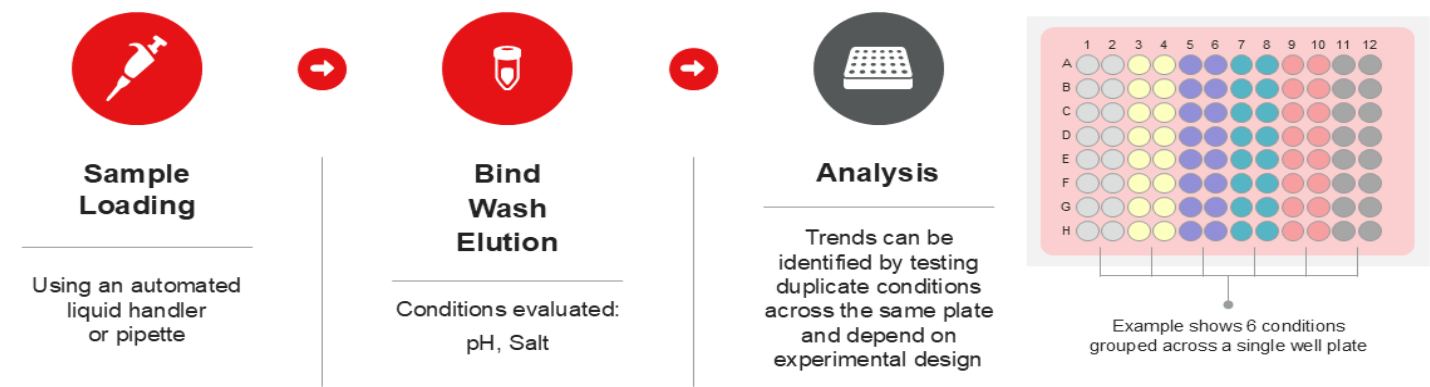 Sample
Loading
Using an automated
liquid handler
or pipette
Bind
Wash
Elution
Conditions evaluated:
pH, Salt
Analysis
Trends can be
identified by testing
duplicate conditions
across the same plate
and depend on
experimental design
1 2 3 4 5 6 7 8 9 10 11 12
A
B
C
D
E
F
G
H
Example shows 6 conditions
grouped across a single well plate